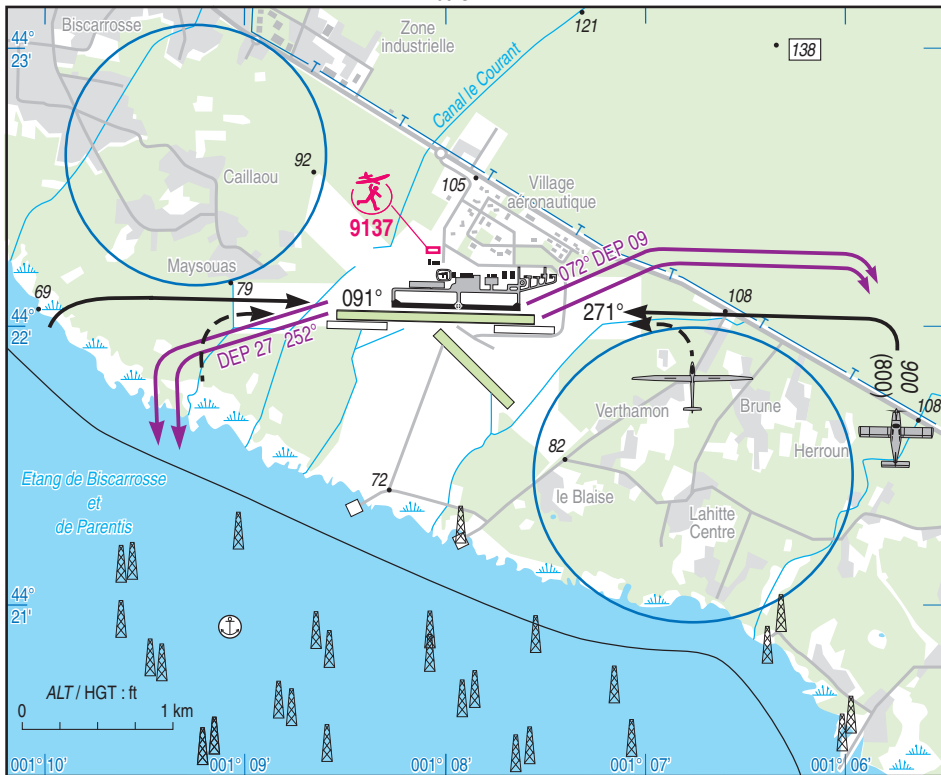 Biscarrosse
44°
23'
Zone
industrielle
121
138
Canal le Courant
T
T
92
Caillaou
105
Village
aéronautique
9137
T
Maysouas
79
69
44°
22'
091°
072° DEP 09
271°
108
DEP 27 252°
T
900
(800)
108
Verthamon
Brune
Herroun
82
le Blaise
Lahitte
Centre
72
Etang de Biscarrosse
et
de Parentis
44°
21'
ALT / HGT : ft
0 1 km
001° 10' 001° 09' 001° 08' 001° 07' 001° 06'